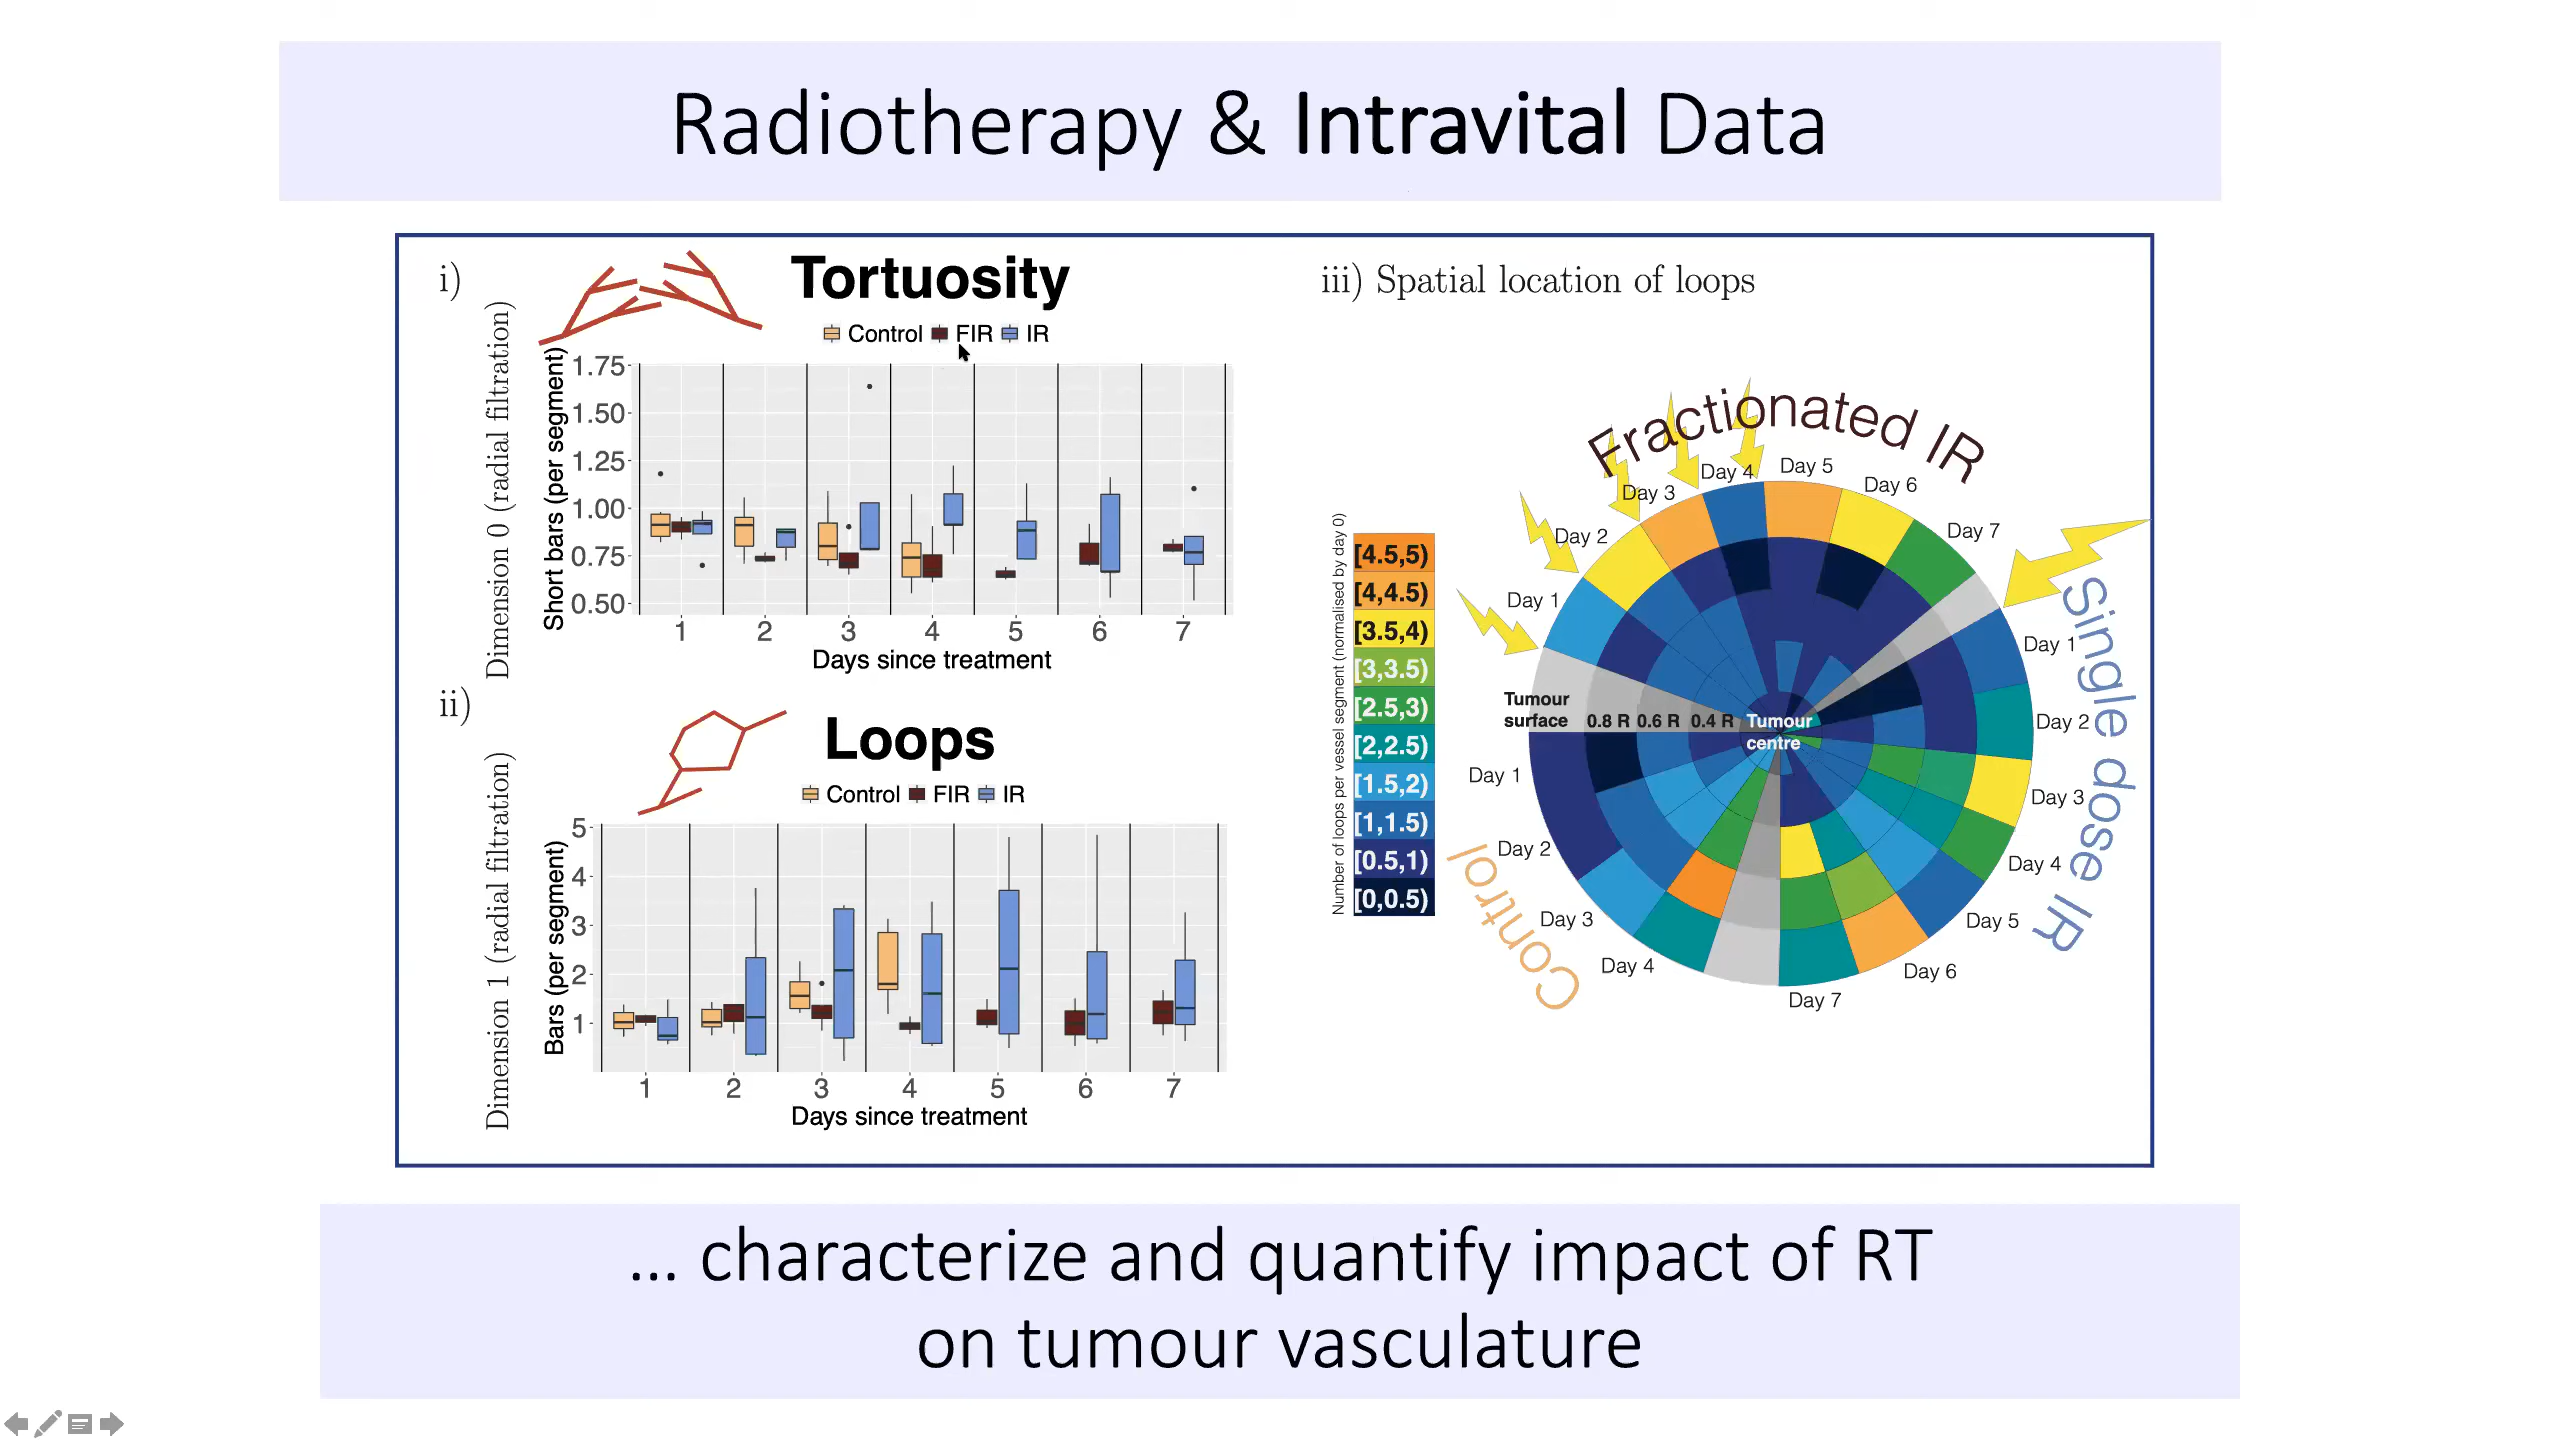 Radiotherapy & Intravital Data
i)
Tortuosity
Control FIR IR
Dimension 0 (radial filtration)
Short bars (per segment)
1.75
1.50
1.25
1.00
0.75
0.50
1 2 3 4 5 6 7
Days since treatment
ii)
Loops
Control FIR IR
Dimension 1 (radial filtration)
Bars (per segment)
5
4
3
2
1
1 2 3 4 5 6 7
Days since treatment
iii) Spatial location of loops
Number of loops per vessel segment (normalised by day 0)
[4.5,5)
[4,4.5)
[3.5,4)
[3,3.5)
[2.5,3)
[2,2.5)
[1.5,2)
[1,1.5)
[0.5,1)
[0,0.5)
Fractionated IR
Day 1
Day 2
Day 3
Day 4
Day 5
Day 6
Day 7
Single dose IR
Day 1
Day 2
Day 3
Day 4
Day 5
Day 6
Day 7
Control
Day 1
Day 2
Day 3
Day 4
Tumour
surface 0.8 R 0.6 R 0.4 R
Tumour
centre
... characterize and quantify impact of RT
on tumour vasculature